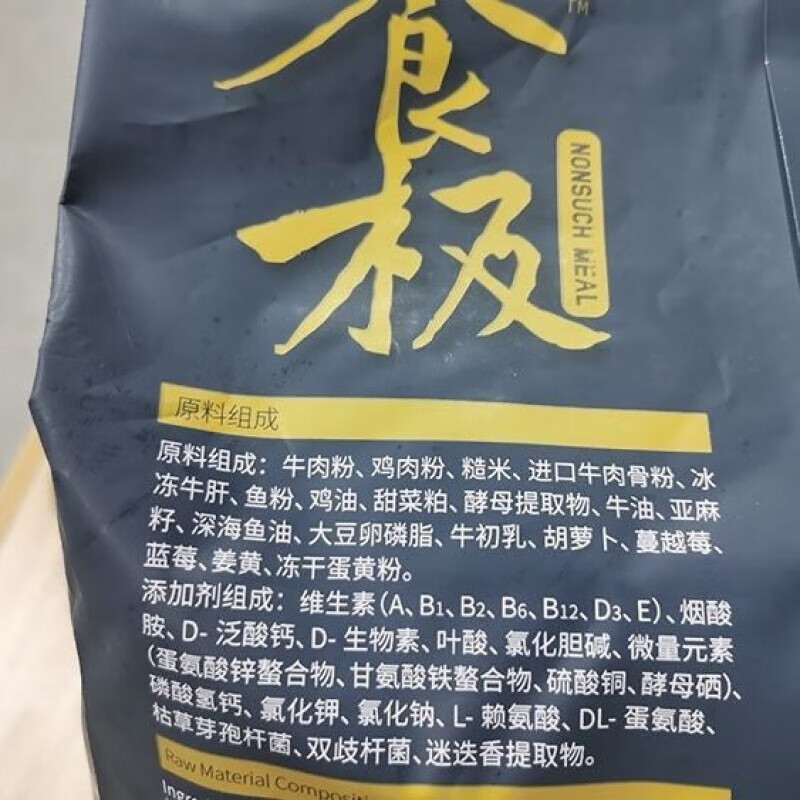 食
板
TM
NONSUCH MEAL
原料组成
原料组成：牛肉粉、鸡肉粉、糙米、进口牛肉骨粉、冰
冻牛肝、鱼粉、鸡油、甜菜粕、酵母提取物、牛油、亚麻
籽、深海鱼油、大豆卵磷脂、牛初乳、胡萝卜、蔓越莓、
蓝莓、姜黄、冻干蛋黄粉。
添加剂组成：维生素（A、B1、B2、B6、B12、D3、E）、烟酸
胺、D- 泛酸钙、D- 生物素、叶酸、氯化胆碱、微量元素
（蛋氨酸锌螯合物、甘氨酸铁螯合物、硫酸铜、酵母硒）、
磷酸氢钙、氯化钾、氯化钠、L- 赖氨酸、DL- 蛋氨酸、
枯草芽孢杆菌、双歧杆菌、迷迭香提取物。
Raw Material